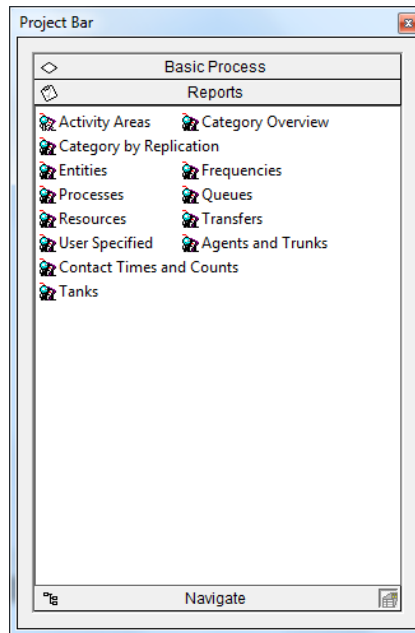 Project Bar
Basic Process
Reports
Activity Areas Category Overview
Category by Replication
Entities Frequencies
Processes Queues
Resources Transfers
User Specified Agents and Trunks
Contact Times and Counts
Tanks
Navigate